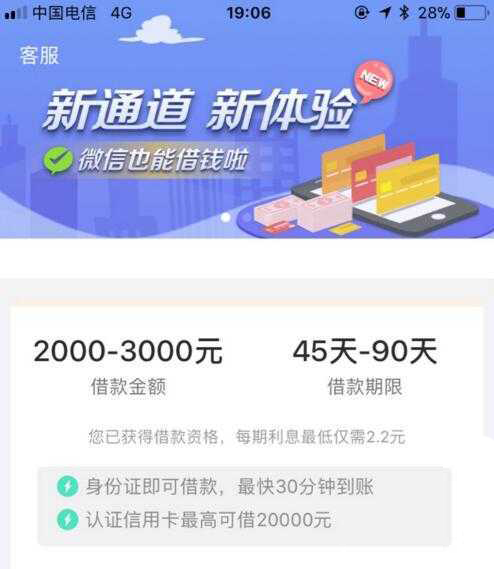 中国电信 4G 19:06 28%
客服
NEW
新通道 新体验
微信也能借钱啦
2000-3000元 45天-90天
借款金额 借款期限
您已获得借款资格，每期利息最低仅需2.2元
身份证即可借款，最快30分钟到账
认证信用卡最高可借20000元